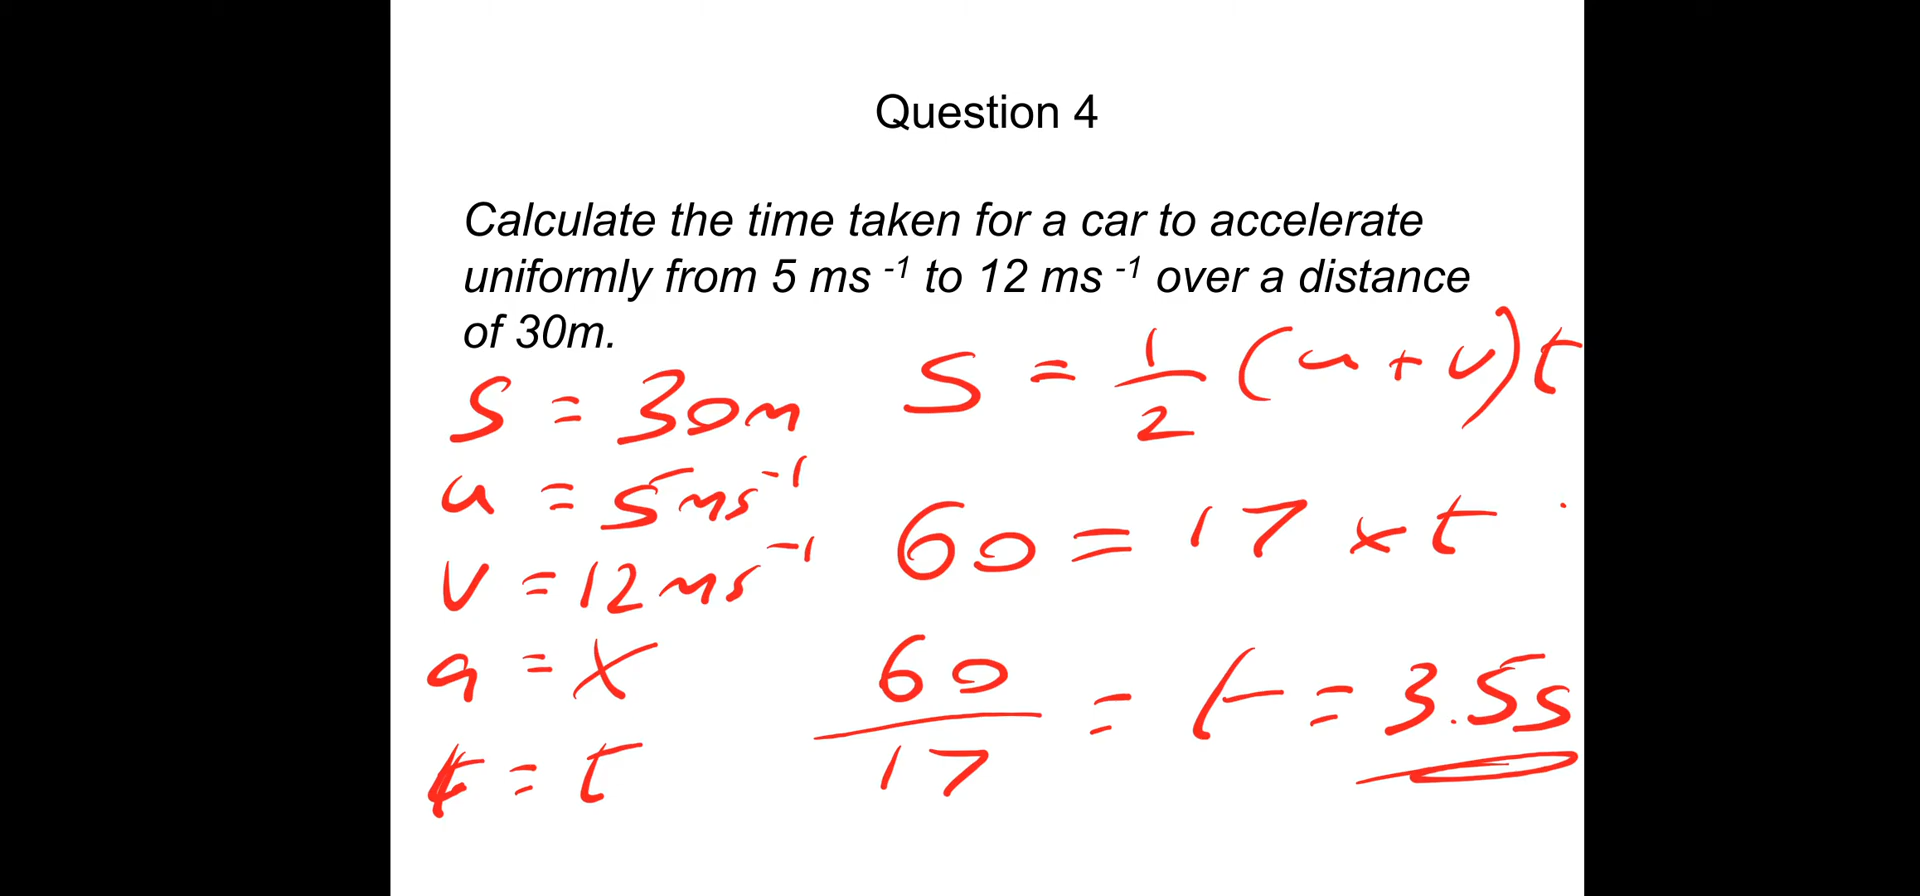 Question 4
Calculate the time taken for a car to accelerate
uniformly from 5 ms -1 to 12 ms -1 over a distance
of 30m.
S = 1/2 (u + v) t
S = 30m
u = 5ms-1
60 = 17 × t
v = 12ms-1
a = X
60/17 = t = 3.5s
t = t